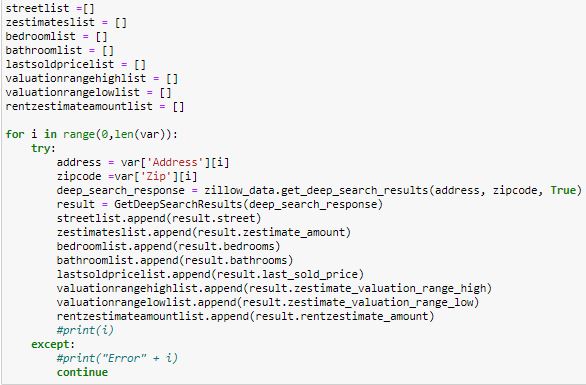 streetlist =[]
zestimateslist = []
bedroomlist = []
bathroomlist = []
lastsoldpricelist = []
valuationrangehighlist = []
valuationrangelowlist = []
rentzestimateamountlist = []

for i in range(0,len(var)):
    try:
        address = var['Address'][i]
        zipcode =var['Zip'][i]
        deep_search_response = zillow_data.get_deep_search_results(address, zipcode, True)
        result = GetDeepSearchResults(deep_search_response)
        streetlist.append(result.street)
        zestimateslist.append(result.zestimate_amount)
        bedroomlist.append(result.bedrooms)
        bathroomlist.append(result.bathrooms)
        lastsoldpricelist.append(result.last_sold_price)
        valuationrangehighlist.append(result.zestimate_valuation_range_high)
        valuationrangelowlist.append(result.zestimate_valuation_range_low)
        rentzestimateamountlist.append(result.rentzestimate_amount)
        #print(i)
    except:
        #print("Error" + i)
        continue